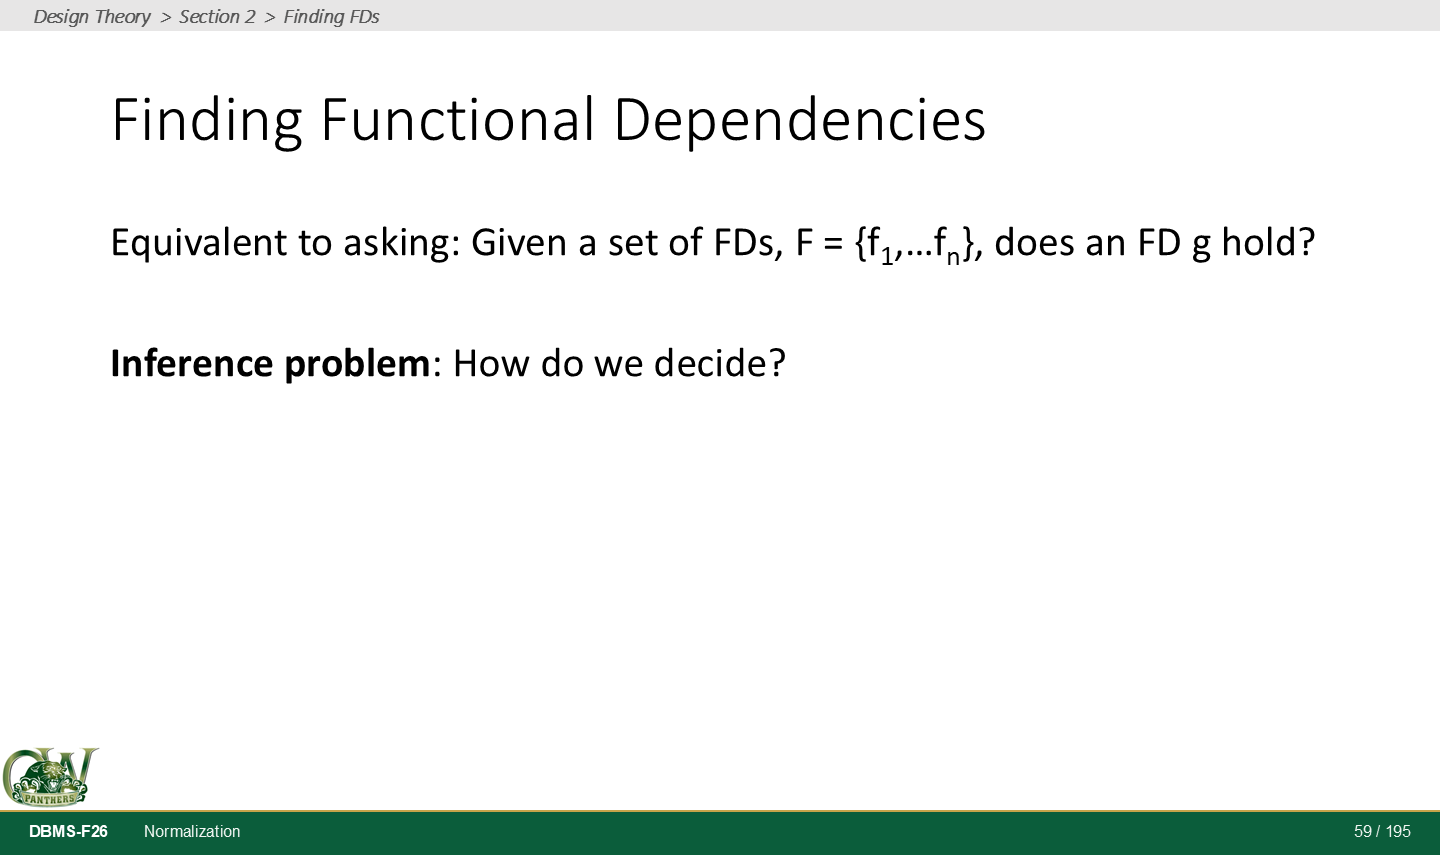 Design Theory > Section 2 > Finding FDs
Finding Functional Dependencies
Equivalent to asking: Given a set of FDs, F = {f1,…fn}, does an FD g hold?
Inference problem: How do we decide?
OW
PANTHERS
DBMS-F26 Normalization 59 / 195